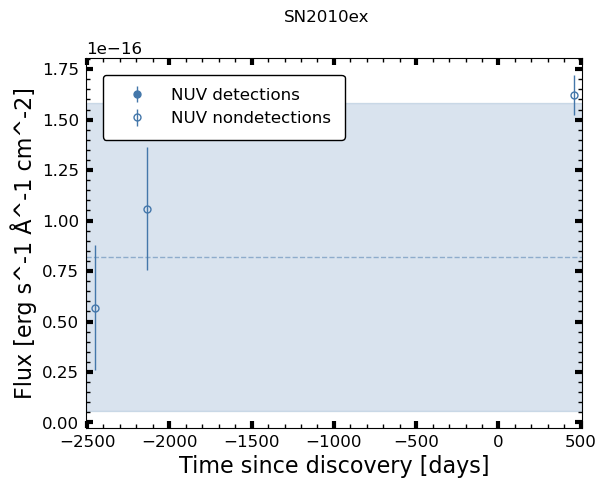 SN2010ex
1e−16
NUV detections
NUV nondetections
1.75
1.50
1.25
1.00
0.75
0.50
0.25
0.00
Flux [erg s^-1 Å^-1 cm^-2]
−2500 −2000 −1500 −1000 −500 0 500
Time since discovery [days]